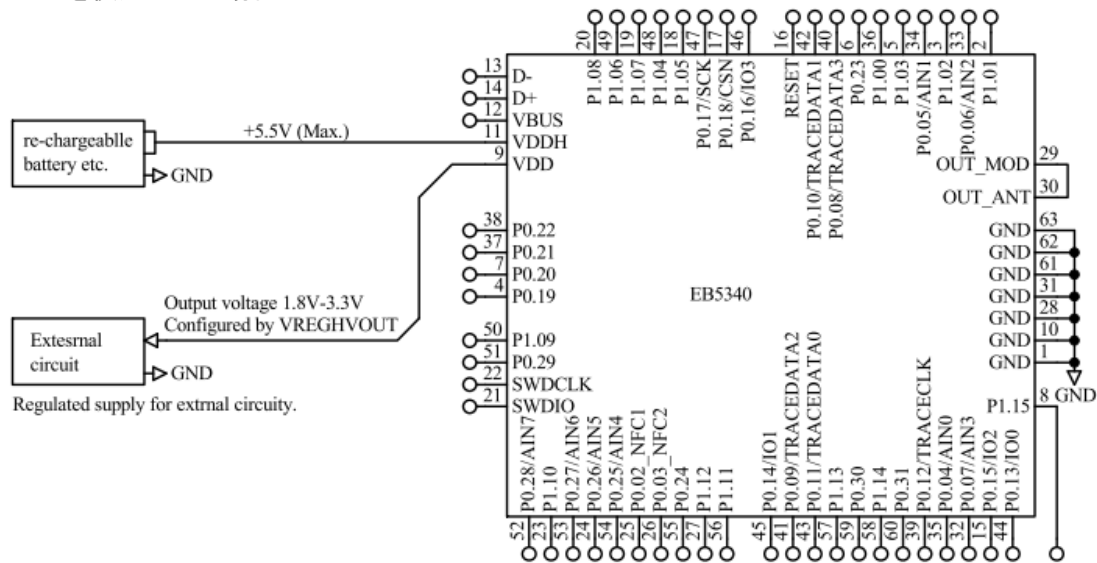 20 P1.08
49 P1.06
19 P1.07
48 P1.04
18 P1.05
47 P0.17/SCK
17 P0.18/CSN
46 P0.16/IO3
16 RESET
42 P0.10/TRACEDATA1
40 P0.08/TRACEDATA3
6 P0.23
36 P1.00
5 P1.03
34 P0.05/AIN1
3 P1.02
33 P0.06/AIN2
2 P1.01
13 D-
14 D+
12 VBUS
11 VDDH
9 VDD
re-chargeablle
battery etc.
+5.5V (Max.)
GND
38 P0.22
37 P0.21
7 P0.20
4 P0.19
Output voltage 1.8V-3.3V
Configured by VREGHVOUT
Extesrnal
circuit
GND
Regulated supply for extrnal circuity.
50 P1.09
51 P0.29
22 SWDCLK
21 SWDIO
EB5340
OUT_MOD 29
OUT_ANT 30
GND 63
GND 62
GND 61
GND 31
GND 28
GND 10
GND 1
GND
P1.15 8
P0.28/AIN7 52
P1.10 23
P0.27/AIN6 53
P0.26/AIN5 24
P0.25/AIN4 54
P0.02_NFC1 25
P0.03_NFC2 26
P0.24 55
P1.12 27
P1.11 56
P0.14/IO1 45
P0.09/TRACEDATA2 41
P0.11/TRACEDATA0 43
P1.13 57
P0.30 59
P1.14 58
P0.31 60
P0.12/TRACECLK 39
P0.04/AIN0 35
P0.07/AIN3 32
P0.15/IO2 15
P0.13/IO0 44